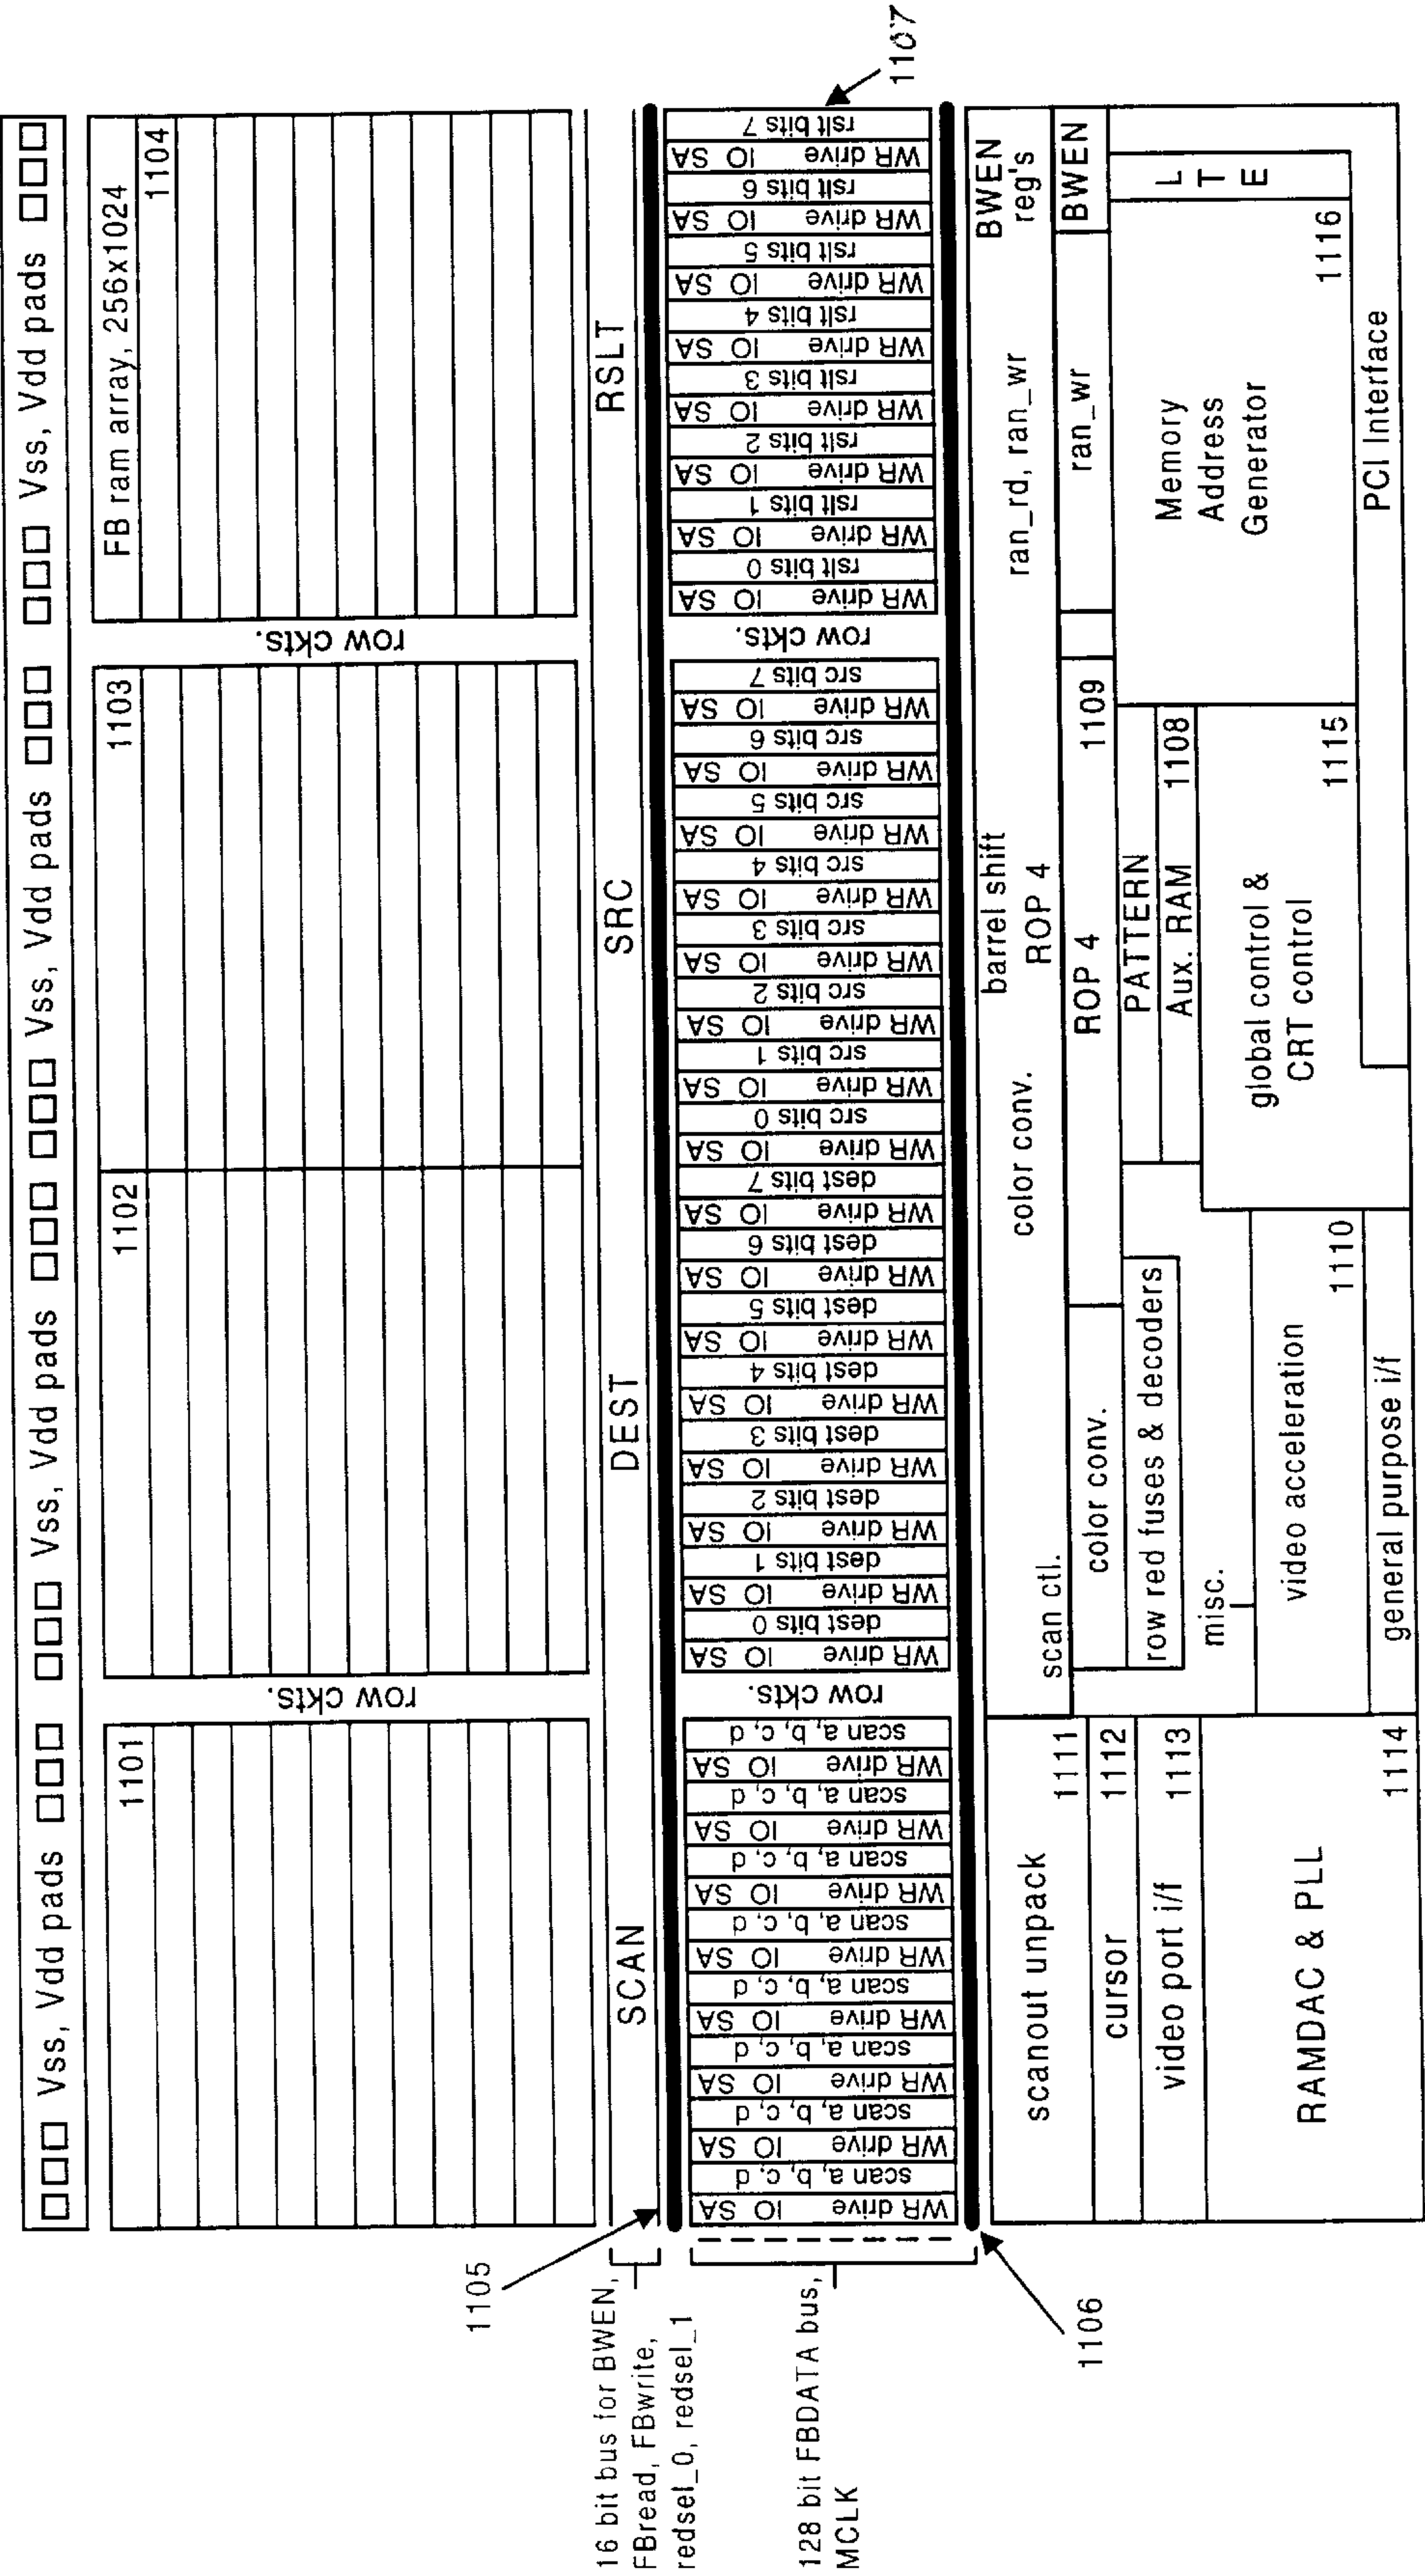 Vss, Vdd pads Vss, Vdd pads Vss, Vdd pads Vss, Vdd pads
1101
row ckts.
1102
1103
row ckts.
FB ram array, 256x1024
1104
SCAN DEST SRC RSLT
1105
16 bit bus for BWEN,
FBread, FBwrite,
redsel_0, redsel_1
128 bit FBDATA bus,
MCLK
1106
1107
WR drive IO SA
scan a, b, c, d
WR drive IO SA
scan a, b, c, d
WR drive IO SA
scan a, b, c, d
WR drive IO SA
scan a, b, c, d
WR drive IO SA
scan a, b, c, d
WR drive IO SA
scan a, b, c, d
WR drive IO SA
scan a, b, c, d
WR drive IO SA
scan a, b, c, d
row ckts.
WR drive IO SA
dest bits 0
WR drive IO SA
dest bits 1
WR drive IO SA
dest bits 2
WR drive IO SA
dest bits 3
WR drive IO SA
dest bits 4
WR drive IO SA
dest bits 5
WR drive IO SA
dest bits 6
WR drive IO SA
dest bits 7
WR drive IO SA
src bits 0
WR drive IO SA
src bits 1
WR drive IO SA
src bits 2
WR drive IO SA
src bits 3
WR drive IO SA
src bits 4
WR drive IO SA
src bits 5
WR drive IO SA
src bits 6
WR drive IO SA
src bits 7
row ckts.
WR drive IO SA
rslt bits 0
WR drive IO SA
rslt bits 1
WR drive IO SA
rslt bits 2
WR drive IO SA
rslt bits 3
WR drive IO SA
rslt bits 4
WR drive IO SA
rslt bits 5
WR drive IO SA
rslt bits 6
WR drive IO SA
rslt bits 7
scanout unpack 1111
cursor 1112
video port i/f 1113
RAMDAC & PLL
1114
scan ctl.
color conv.
barrel shift
ROP 4
ran_rd, ran_wr
BWEN
reg's
color conv.
ROP 4 1109
ran_wr
BWEN
row red fuses & decoders
misc.
PATTERN
Aux. RAM 1108
video acceleration
1110
general purpose i/f
global control &
CRT control
1115
Memory
Address
Generator
1116
L
T
E
PCI Interface